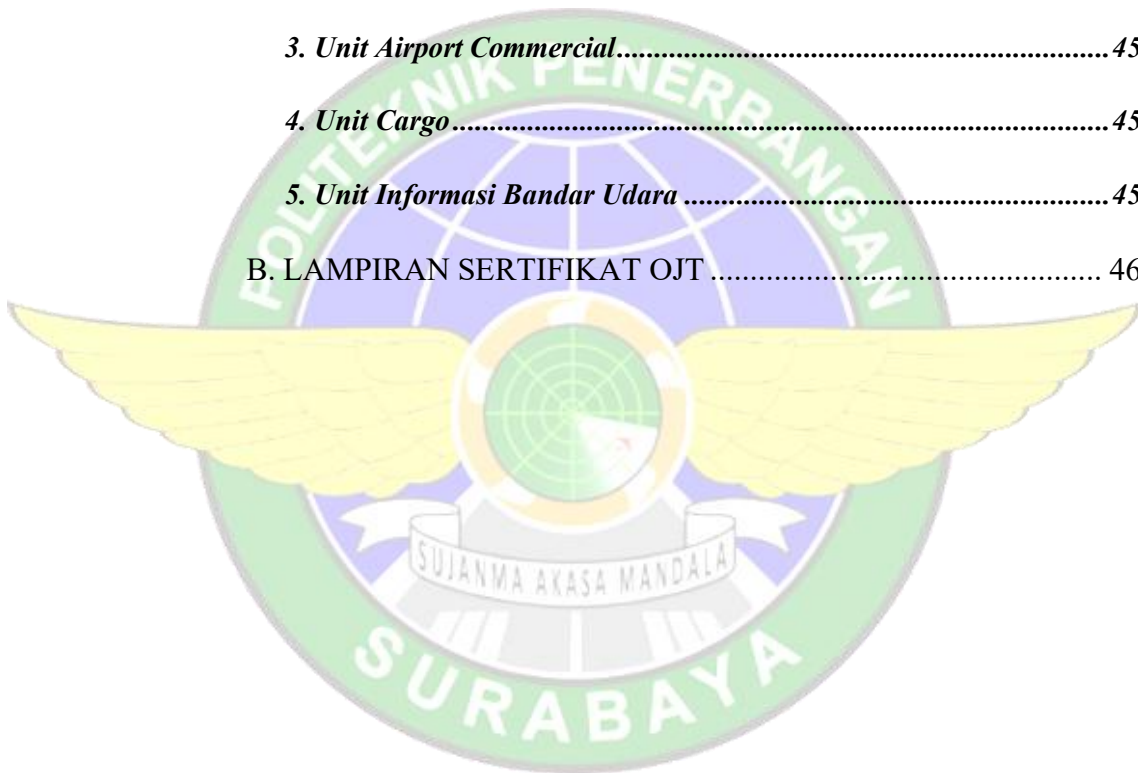 3. Unit Airport Commercial.....45
4. Unit Cargo.....45
5. Unit Informasi Bandar Udara.....45
B. LAMPIRAN SERTIFIKAT OJT.....46
POLITEKNIK PENERBANGAN
SUJANMA AKASA MANDALA
SURABAYA